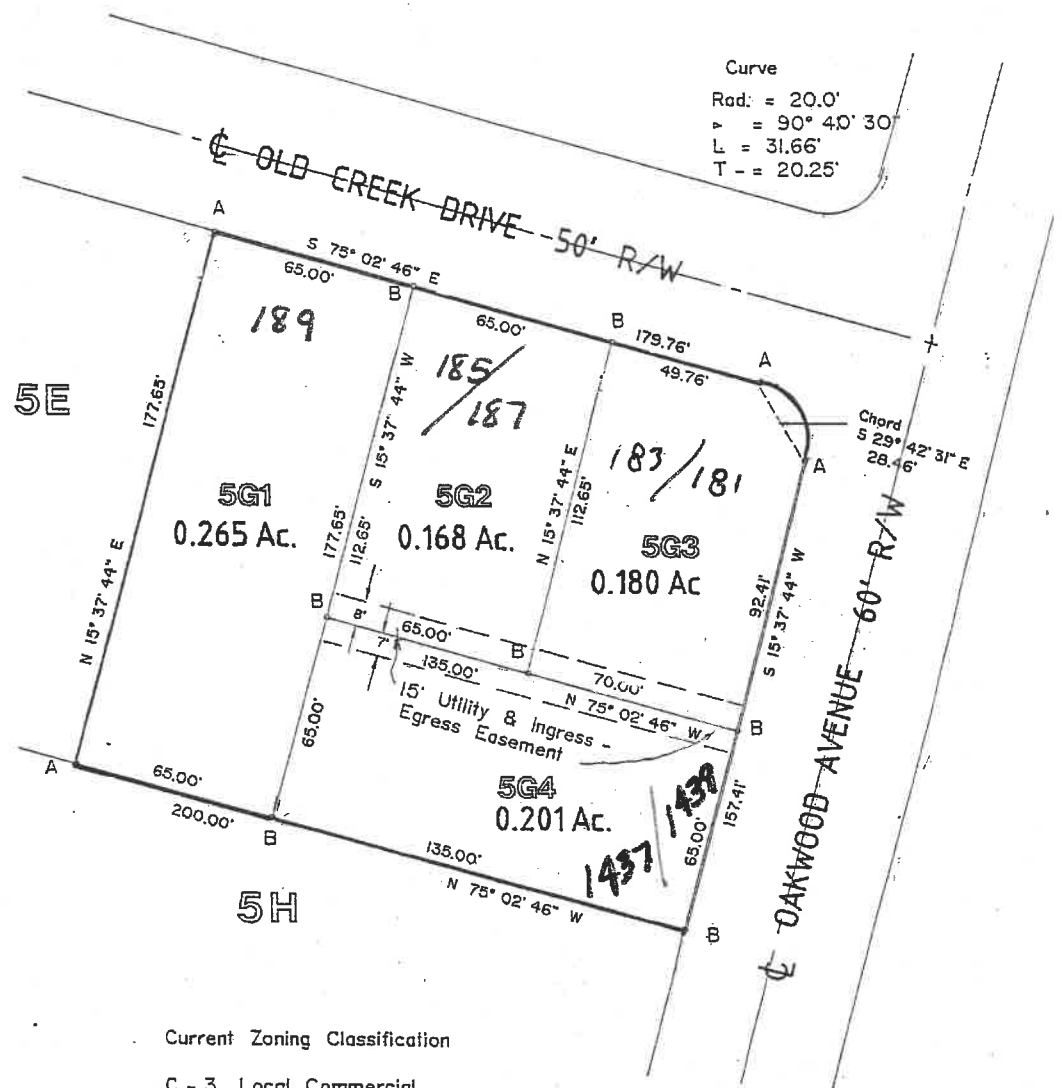 Curve
Rad. = 20.0'
= 90° 40' 30"
L = 31.66'
T - = 20.25'
℄ OLD CREEK DRIVE 50' R/W
A
S 75° 02' 46" E
65.00'
B
65.00'
B
179.76'
49.76'
A
Chord
S 29° 42' 31" E
28.46'
A
189
185/187
183/181
5E
177.65'
N 15° 37' 44" E
S 15° 37' 44" W
177.65'
112.65'
N 15° 37' 44" E
112.65'
5G1
0.265 Ac.
5G2
0.168 Ac.
5G3
0.180 Ac
92.41'
S 15° 37' 44" W
℄ OAKWOOD AVENUE 60' R/W
B
8'
7'
65.00'
135.00'
B
70.00'
N 75° 02' 46" W
B
15' Utility & Ingress -
Egress Easement
65.00'
5G4
0.201 Ac.
1437
1439
65.00'
157.41'
A
65.00'
200.00'
B
135.00'
N 75° 02' 46" W
B
5H
Current Zoning Classification
C - 3 Local Commercial